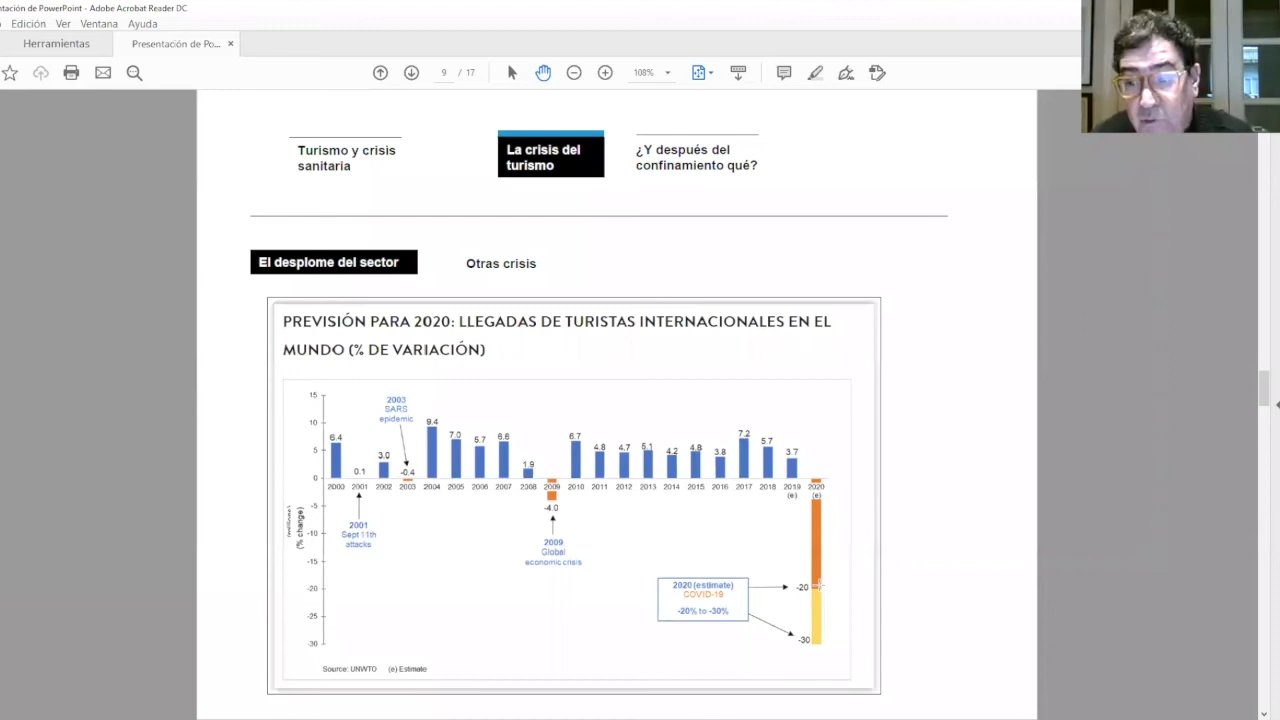 ntación de PowerPoint - Adobe Acrobat Reader DC
Edición Ver Ventana Ayuda
Herramientas Presentación de Po... ×
9 / 17 108%
Turismo y crisis
sanitaria
La crisis del
turismo
¿Y después del
confinamiento qué?
El desplome del sector Otras crisis
PREVISIÓN PARA 2020: LLEGADAS DE TURISTAS INTERNACIONALES EN EL
MUNDO (% DE VARIACIÓN)
15
10
5
0
-5
-10
-15
-20
-25
-30
(% change)
6.4 0.1 3.0 -0.4 9.4 7.0 5.7 6.6 1.9 -4.0 6.7 4.8 4.7 5.1 4.2 4.8 3.8 7.2 5.7 3.7
2000 2001 2002 2003 2004 2005 2006 2007 2008 2009 2010 2011 2012 2013 2014 2015 2016 2017 2018 2019 2020
(e) (e)
2003
SARS
epidemic
2001
Sept 11th
attacks
2009
Global
economic crisis
2020 (estimate)
COVID-19
-20% to -30%
-20
-30
Source: UNWTO (e) Estimate